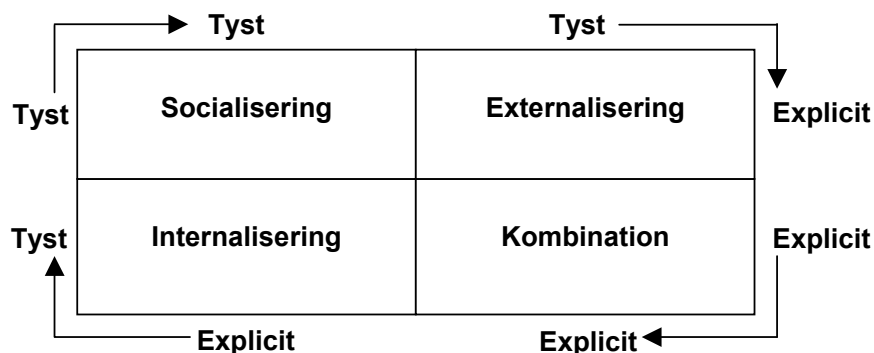 Tyst Tyst
Tyst Socialisering Externalisering Explicit
Tyst Internalisering Kombination Explicit
Explicit Explicit